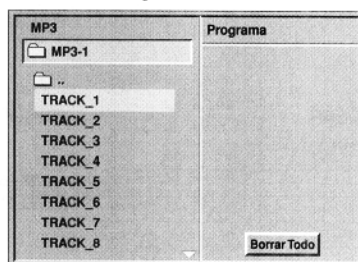 MP3
MP3-1
..
TRACK_1
TRACK_2
TRACK_3
TRACK_4
TRACK_5
TRACK_6
TRACK_7
TRACK_8
Programa
Borrar Todo